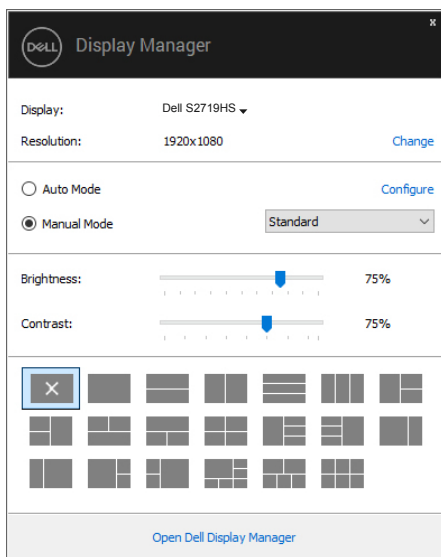 x
DELL Display Manager
Display: Dell S2719HS
Resolution: 1920x1080 Change
Auto Mode Configure
Manual Mode Standard
Brightness: 75%
Contrast: 75%
Open Dell Display Manager